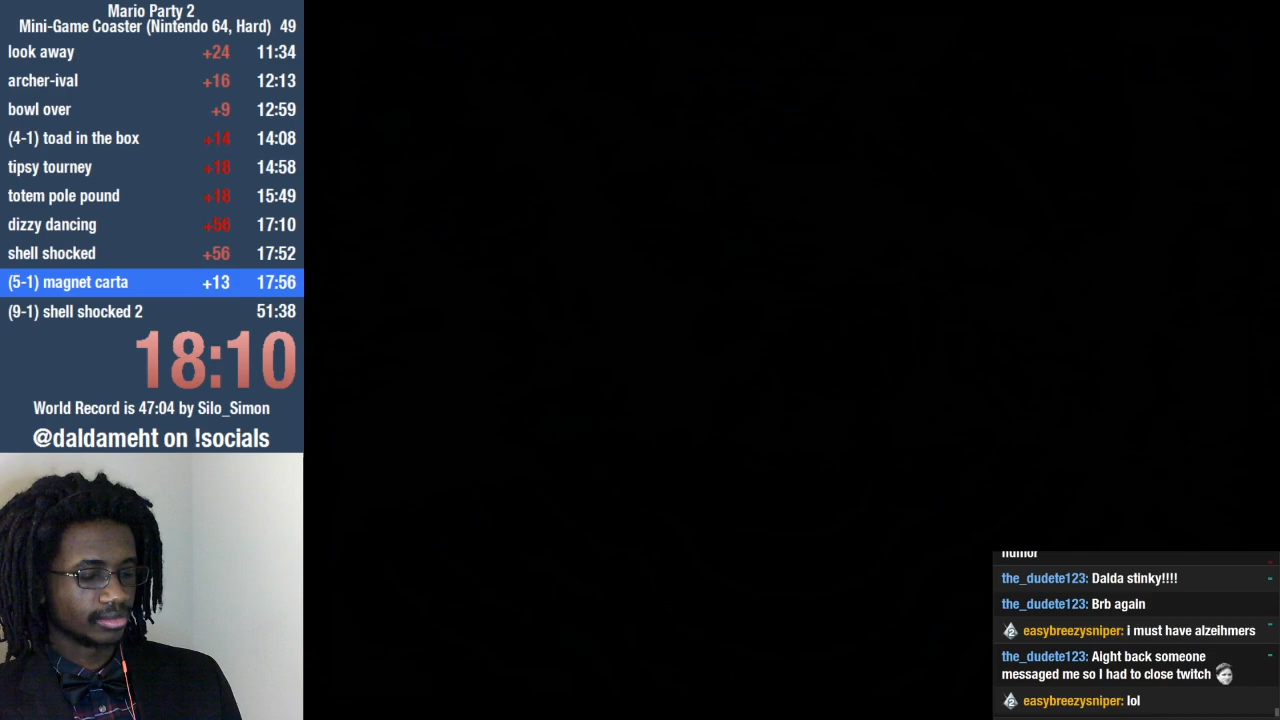 Mario Party 2
Mini-Game Coaster (Nintendo 64, Hard) 49
look away +24 11:34
archer-ival +16 12:13
bowl over +9 12:59
(4-1) toad in the box +14 14:08
tipsy tourney +18 14:58
totem pole pound +18 15:49
dizzy dancing +56 17:10
shell shocked +56 17:52
(5-1) magnet carta +13 17:56
(9-1) shell shocked 2 51:38
18:10
World Record is 47:04 by Silo_Simon
@daldameht on !socials
humor
the_dudete123: Dalda stinky!!!!
the_dudete123: Brb again
2 easybreezysniper: i must have alzeihmers
the_dudete123: Aight back someone
messaged me so I had to close twitch
2 easybreezysniper: lol